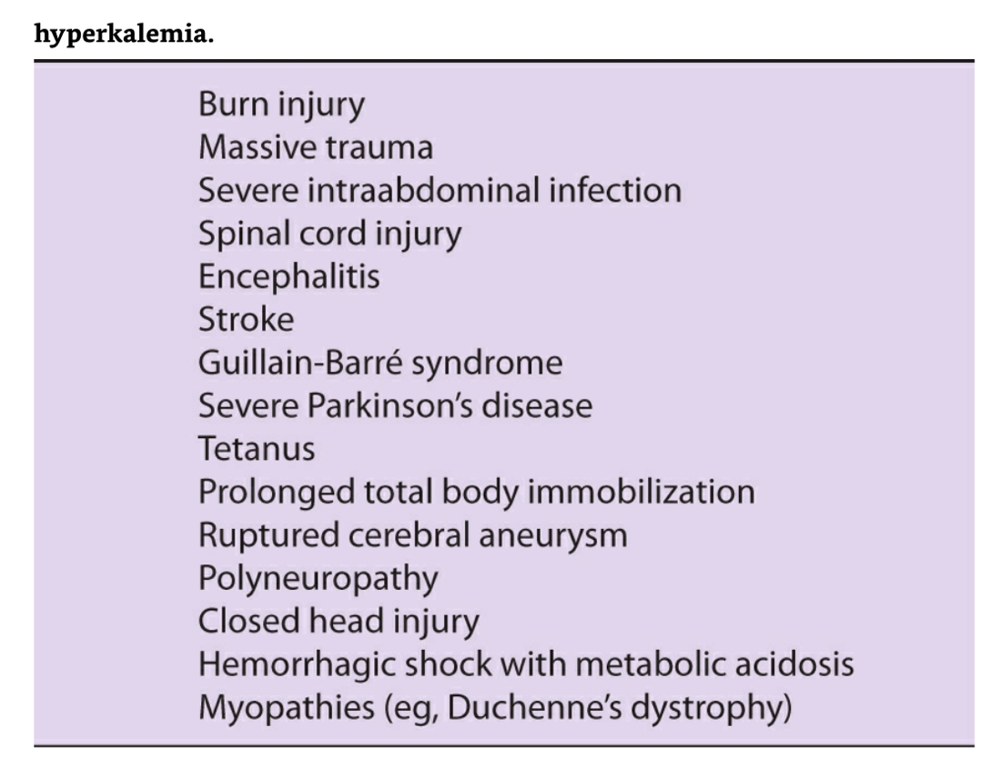 hyperkalemia.
Burn injury
Massive trauma
Severe intraabdominal infection
Spinal cord injury
Encephalitis
Stroke
Guillain-Barré syndrome
Severe Parkinson’s disease
Tetanus
Prolonged total body immobilization
Ruptured cerebral aneurysm
Polyneuropathy
Closed head injury
Hemorrhagic shock with metabolic acidosis
Myopathies (eg, Duchenne’s dystrophy)